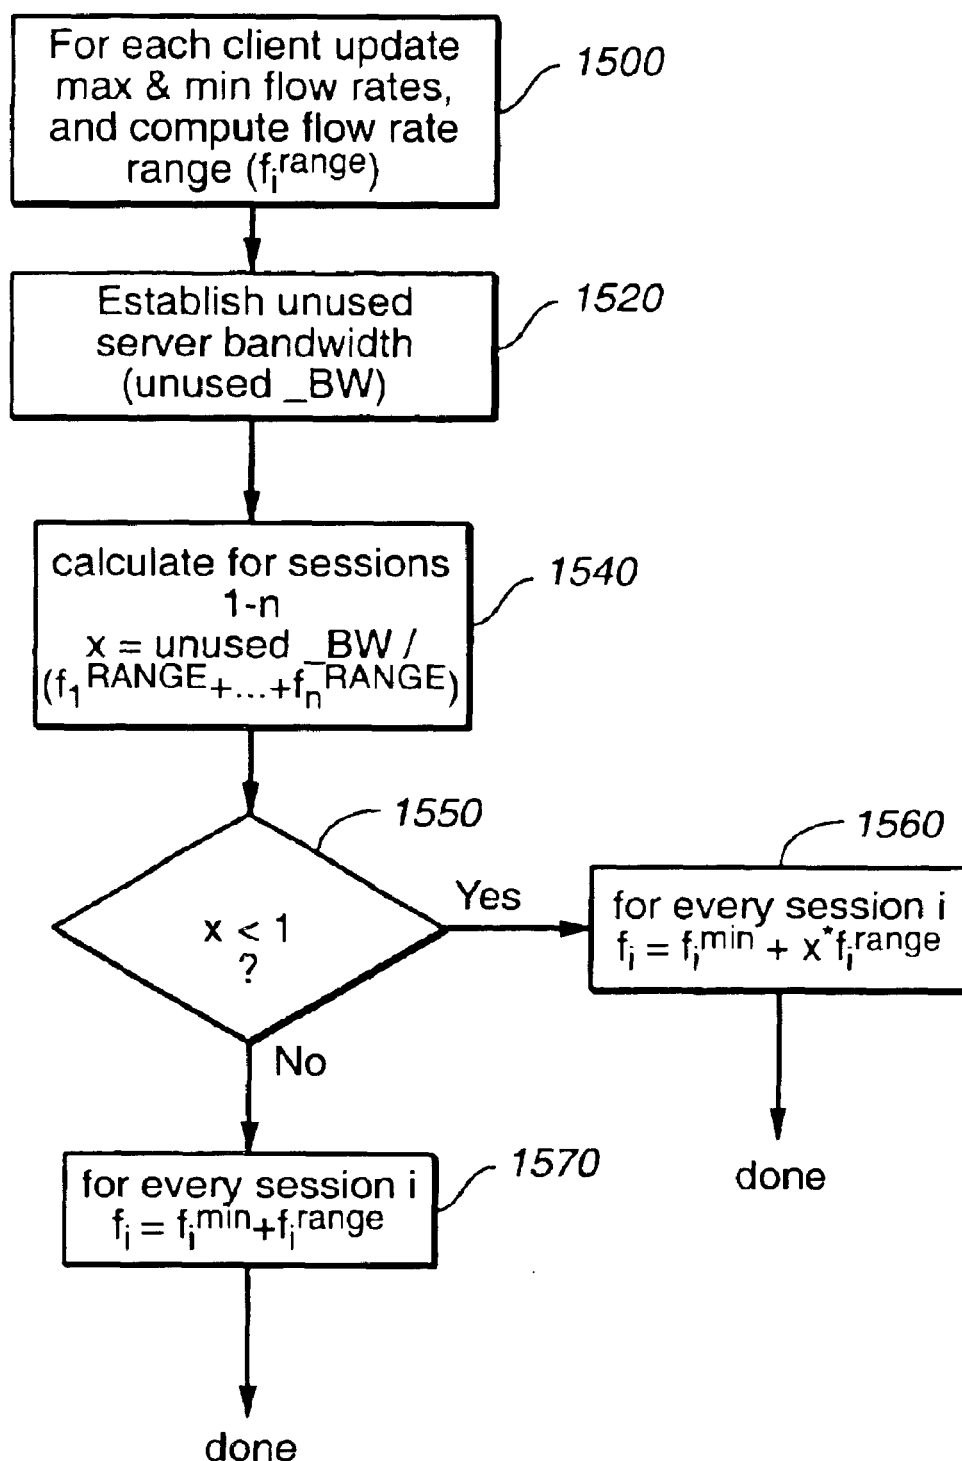 For each client update
max & min flow rates,
and compute flow rate
range (fᵢʳᵃⁿᵍᵉ)
1500
Establish unused
server bandwidth
(unused _BW)
1520
calculate for sessions
1-n
x = unused _BW /
(f₁RANGE+...+fₙRANGE)
1540
1550
x < 1
?
Yes
1560
for every session i
fᵢ = fᵢᵐⁱⁿ + x*fᵢʳᵃⁿᵍᵉ
done
No
1570
for every session i
fᵢ = fᵢᵐⁱⁿ+fᵢʳᵃⁿᵍᵉ
done